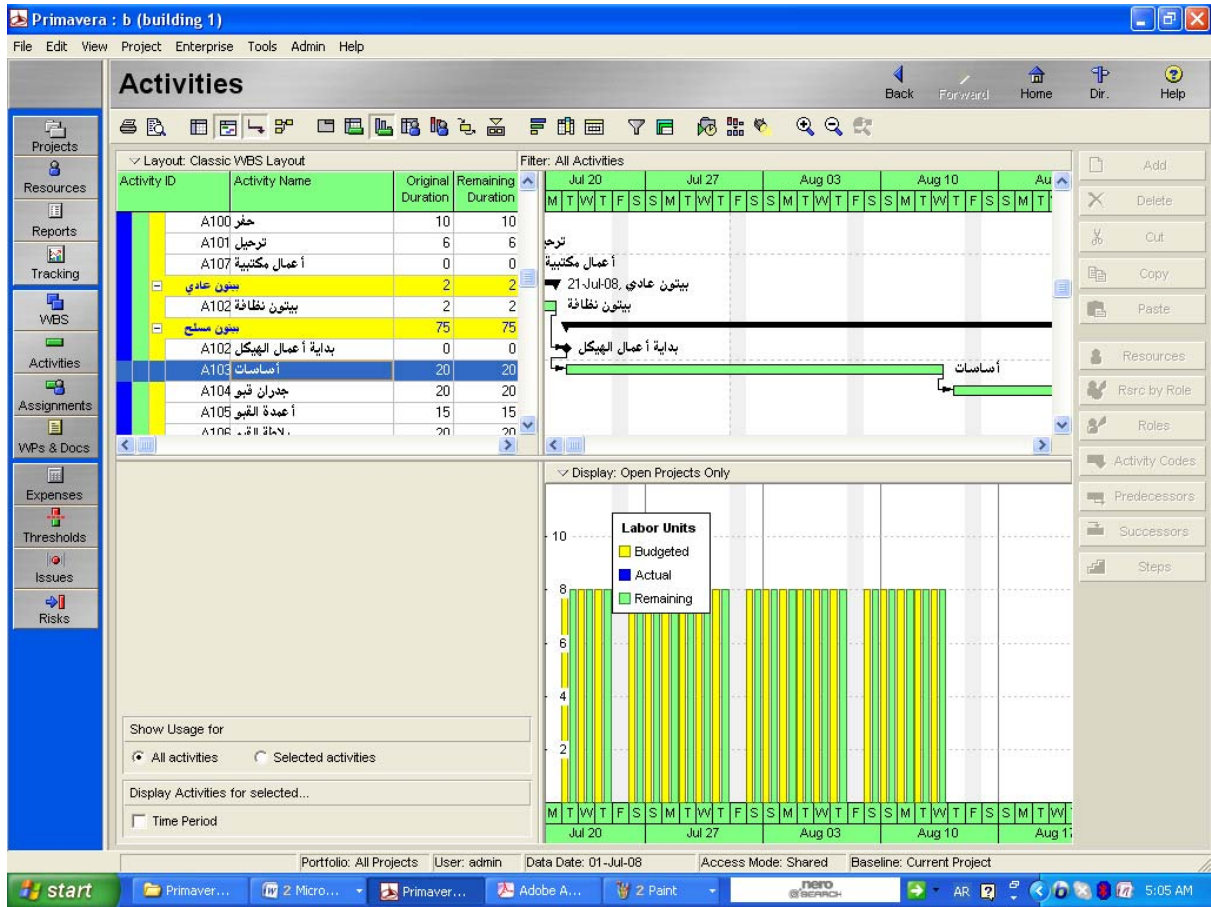 Primavera : b (building 1)
File Edit View Project Enterprise Tools Admin Help
Activities
Back Forward Home Dir. Help
Projects
Resources
Reports
Tracking
WBS
Activities
Assignments
WPs & Docs
Expenses
Thresholds
Issues
Risks
Layout: Classic WBS Layout Filter: All Activities
Activity ID Activity Name Original Duration Remaining Duration
Jul 20 Jul 27 Aug 03 Aug 10 Au
M T W T F S S M T W T F S S M T W T F S S M T W T F S S M T
A100 حفر 10 10
A101 ترحيل 6 6
A107 أعمال مكتبية 0 0
بيتون عادي 2 2
A102 بيتون نظافة 2 2
بيتون مسلح 75 75
A102 بداية أعمال الهيكل 0 0
A103 أساسات 20 20
A104 جدران قبو 20 20
A105 أعمدة القبو 15 15
A106 بلاطة القبو 20 20
ترح
أعمال مكتبية
21-Jul-08, بيتون عادي
بيتون نظافة
بداية أعمال الهيكل
أساسات
Display: Open Projects Only
Labor Units
Budgeted
Actual
Remaining
10
8
6
4
2
M T W T F S S M T W T F S S M T W T F S S M T W T F S S M T W
Jul 20 Jul 27 Aug 03 Aug 10 Aug 17
Show Usage for
All activities Selected activities
Display Activities for selected...
Time Period
Add
Delete
Cut
Copy
Paste
Resources
Rsrc by Role
Roles
Activity Codes
Predecessors
Successors
Steps
Portfolio: All Projects User: admin Data Date: 01-Jul-08 Access Mode: Shared Baseline: Current Project
start Primaver... 2 Micro... Primaver... Adobe A... 2 Paint nero SEARCH AR 5:05 AM